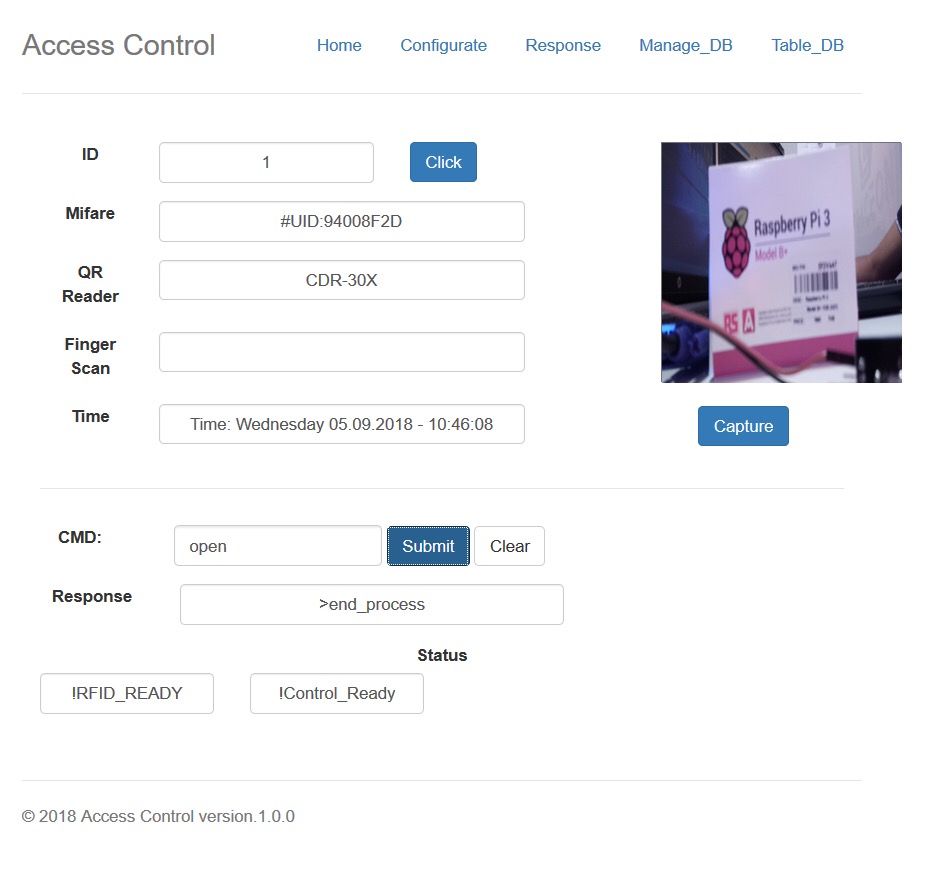 Access Control Home Configurate Response Manage_DB Table_DB
ID 1 Click
Mifare #UID:94008F2D
QR
Reader
CDR-30X
Finger
Scan
Time Time: Wednesday 05.09.2018 - 10:46:08
Raspberry Pi 3
Model B+
RS
Capture
CMD: open Submit Clear
Response >end_process
Status
!RFID_READY !Control_Ready
© 2018 Access Control version.1.0.0